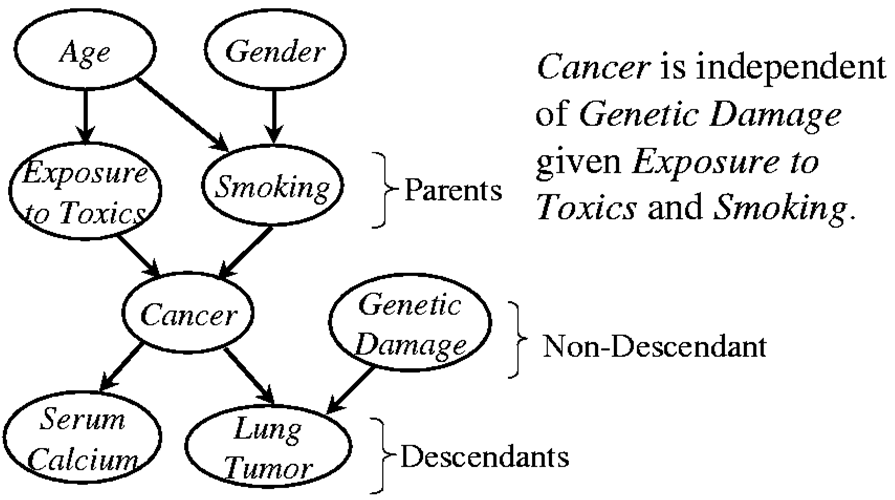 Age
Gender
Cancer is independent
of Genetic Damage
given Exposure to
Toxics and Smoking.
Exposure
to Toxics
Smoking
Parents
Cancer
Genetic
Damage
Non-Descendant
Serum
Calcium
Lung
Tumor
Descendants